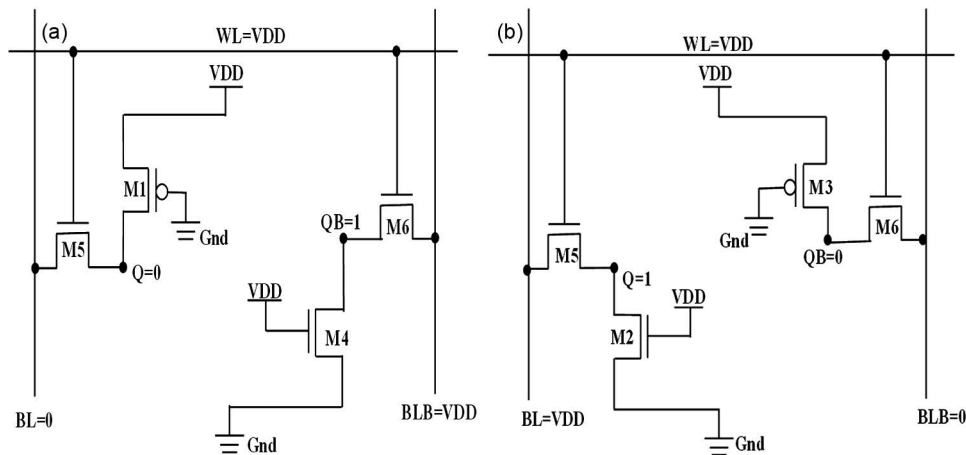 (a)
WL=VDD
VDD
M1
Gnd
M5
Q=0
QB=1
M6
VDD
M4
BL=0
Gnd
BLB=VDD
(b)
WL=VDD
VDD
M3
Gnd
M6
QB=0
M5
Q=1
VDD
M2
BL=VDD
Gnd
BLB=0